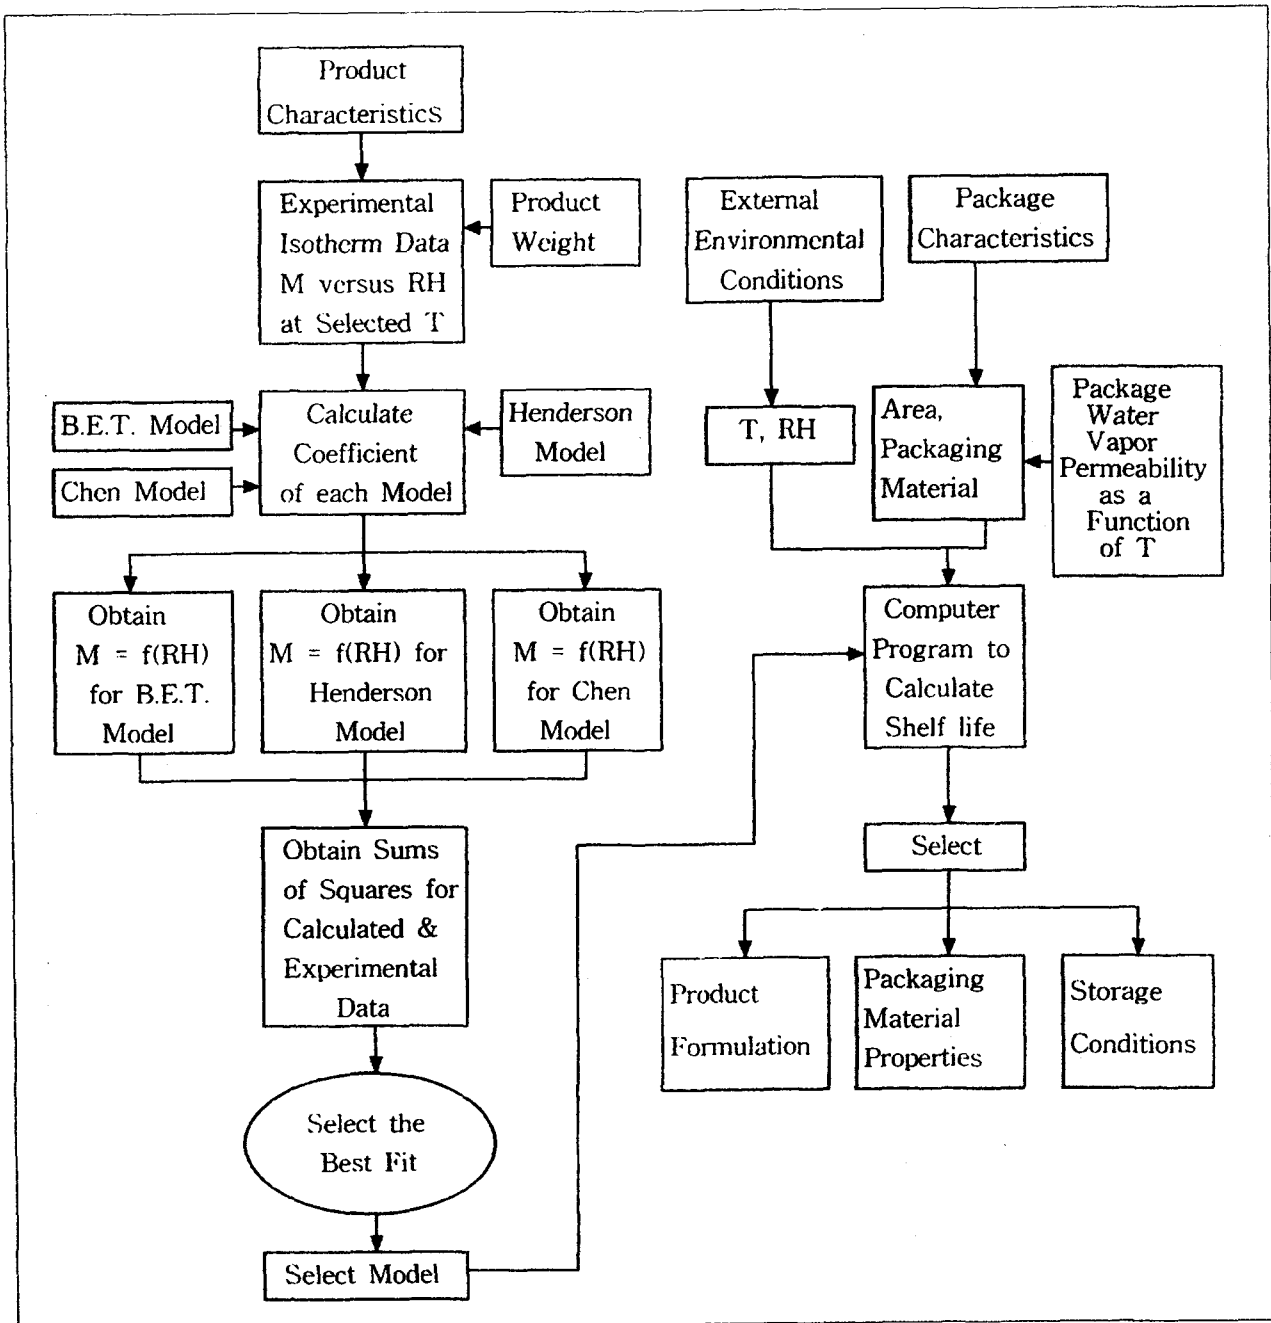 Product
Characteristics
Experimental
Isotherm Data
M versus RH
at Selected T
Product
Weight
External
Environmental
Conditions
Package
Characteristics
B.E.T. Model
Chen Model
Calculate
Coefficient
of each Model
Henderson
Model
T, RH
Area,
Packaging
Material
Package
Water
Vapor
Permeability
as a
Function
of T
Obtain
M = f(RH)
for B.E.T.
Model
Obtain
M = f(RH) for
Henderson
Model
Obtain
M = f(RH)
for Chen
Model
Computer
Program to
Calculate
Shelf life
Obtain Sums
of Squares for
Calculated &
Experimental
Data
Select
Product
Formulation
Packaging
Material
Properties
Storage
Conditions
Select the
Best Fit
Select Model